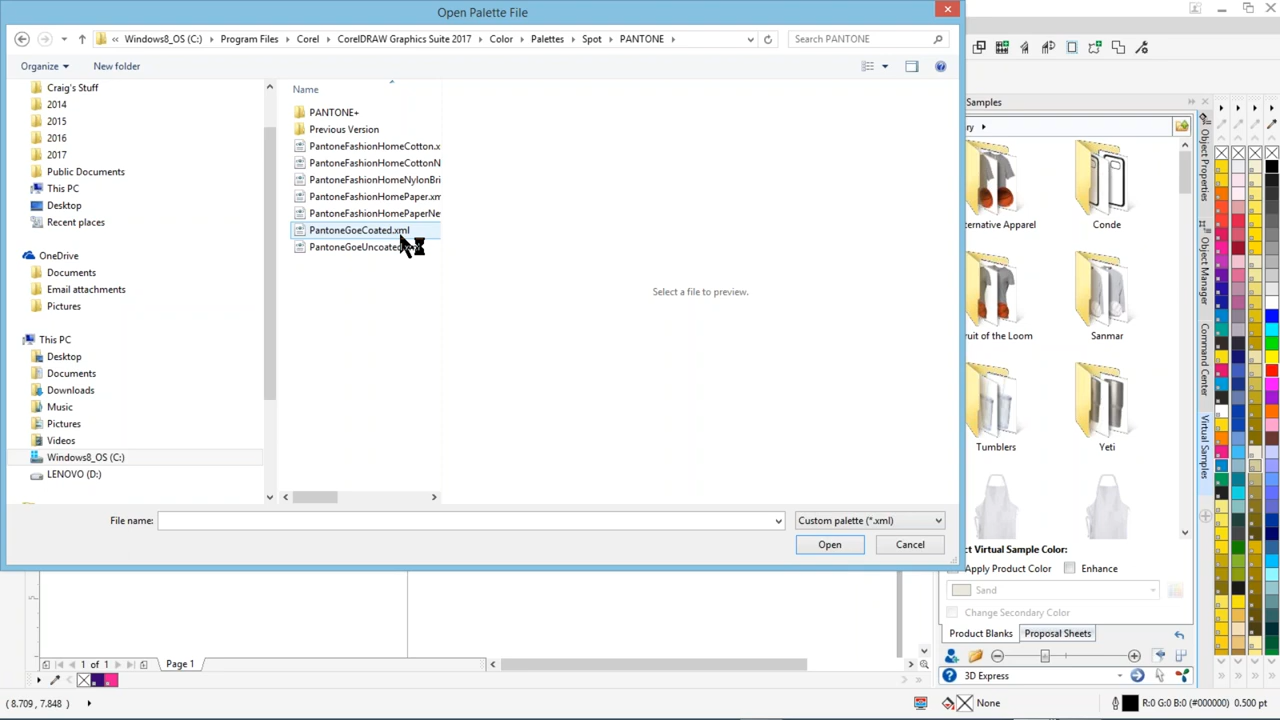 Open Palette File
« Windows8_OS (C:) ▸ Program Files ▸ Corel ▸ CorelDRAW Graphics Suite 2017 ▸ Color ▸ Palettes ▸ Spot ▸ PANTONE ▸
Search PANTONE
Organize
New folder
Craig's Stuff
2014
2015
2016
2017
Public Documents
This PC
Desktop
Recent places
OneDrive
Documents
Email attachments
Pictures
This PC
Desktop
Documents
Downloads
Music
Pictures
Videos
Windows8_OS (C:)
LENOVO (D:)
Name
PANTONE+
Previous Version
PantoneFashionHomeCotton.x
PantoneFashionHomeCottonN
PantoneFashionHomeNylonBri
PantoneFashionHomePaper.xm
PantoneFashionHomePaperNe
PantoneGoeCoated.xml
PantoneGoeUncoated
Select a file to preview.
File name:
Custom palette (*.xml)
Open
Cancel
Samples
ry ▸
ternative Apparel
Conde
ruit of the Loom
Sanmar
Tumblers
Yeti
ct Virtual Sample Color:
Apply Product Color
Enhance
Sand
Change Secondary Color
Product Blanks
Proposal Sheets
3D Express
Object Properties
Object Manager
Command Center
Virtual Samples
1 of 1
Page 1
( 8.709, 7.848 )
None
R:0 G:0 B:0 (#000000) 0.500 pt